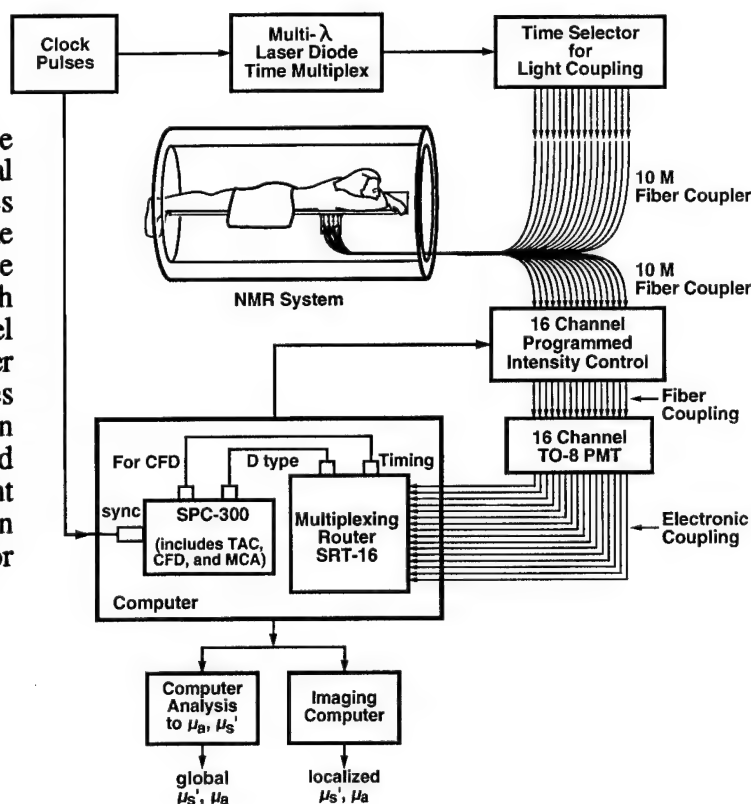 Clock
Pulses
Multi-λ
Laser Diode
Time Multiplex
Time Selector
for
Light Coupling
10 M
Fiber Coupler
NMR System
10 M
Fiber Coupler
16 Channel
Programmed
Intensity Control
Fiber
Coupling
16 Channel
TO-8 PMT
Electronic
Coupling
For CFD
D type
Timing
sync
SPC-300
(includes TAC,
CFD, and MCA)
Multiplexing
Router
SRT-16
Computer
Computer
Analysis
to μa, μs'
Imaging
Computer
global
μs', μa
localized
μs', μa